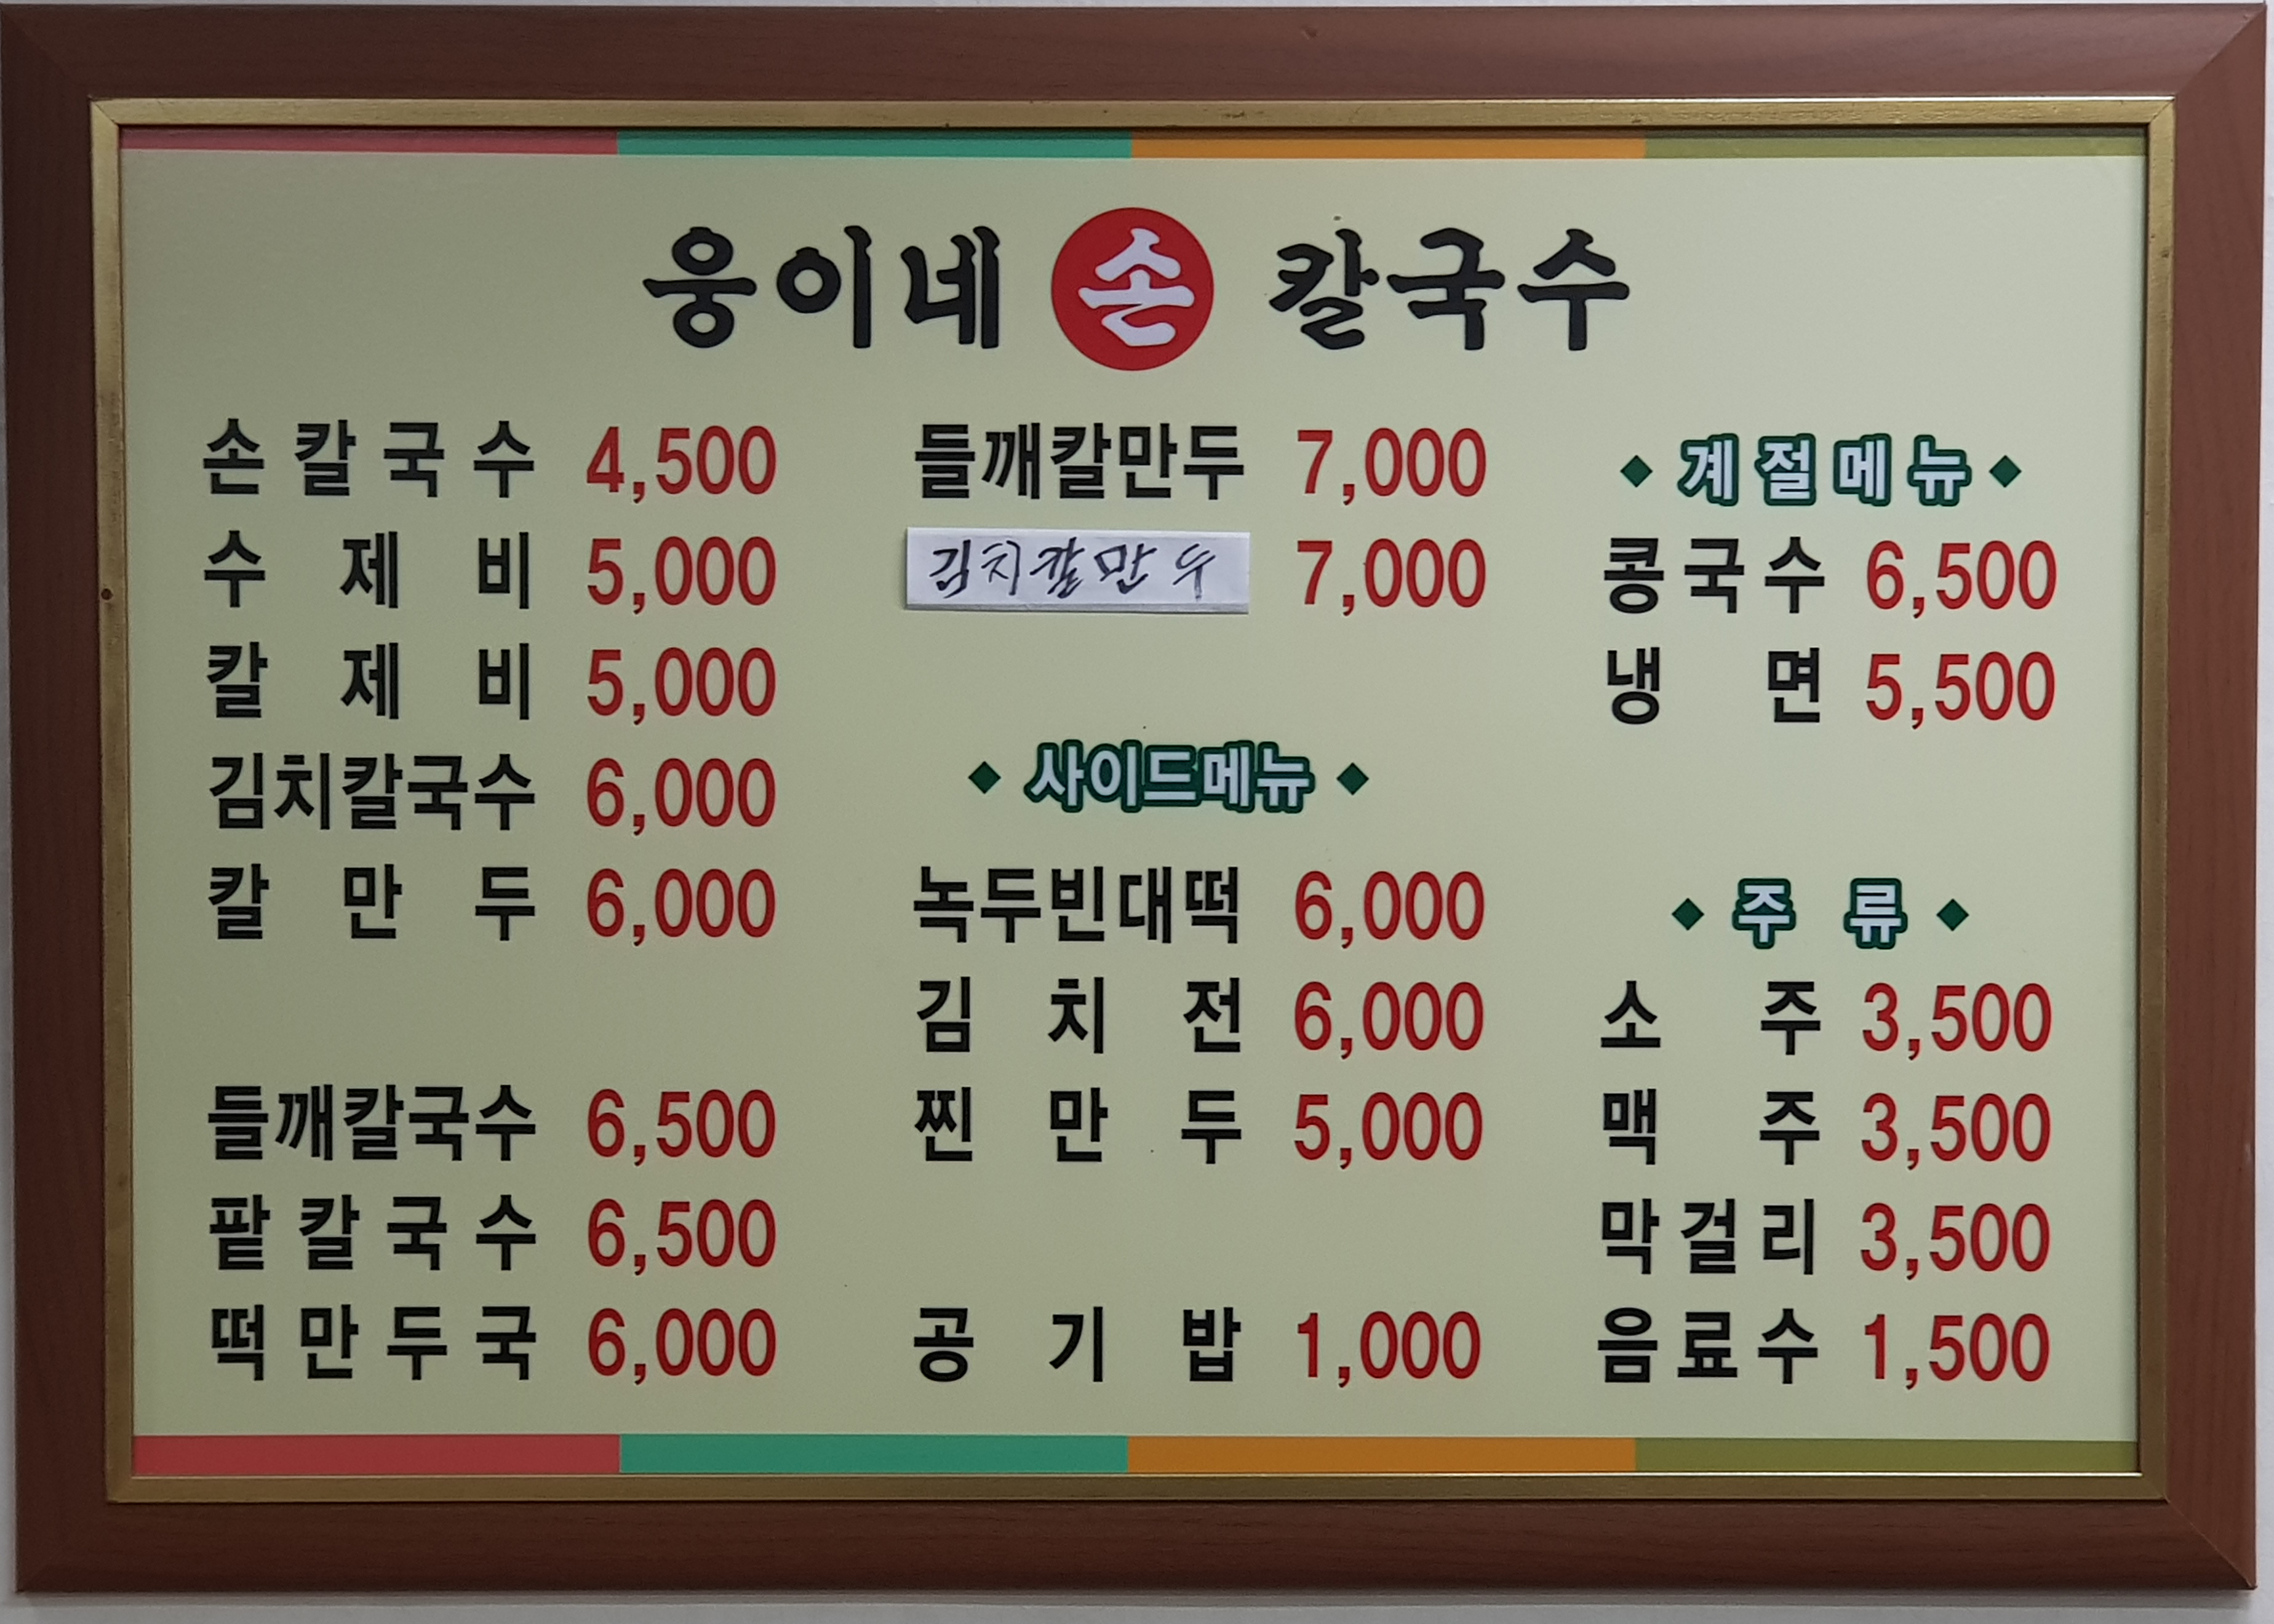 웅이네 손 칼국수
손칼국수 4,500
수제비 5,000
칼제비 5,000
김치칼국수 6,000
칼만두 6,000
들깨칼국수 6,500
팥칼국수 6,500
떡만두국 6,000
들깨칼만두 7,000
김치칼만두 7,000
◆ 사이드메뉴 ◆
녹두빈대떡 6,000
김치전 6,000
찐만두 5,000
공기밥 1,000
◆ 계절메뉴 ◆
콩국수 6,500
냉면 5,500
◆ 주류 ◆
소주 3,500
맥주 3,500
막걸리 3,500
음료수 1,500